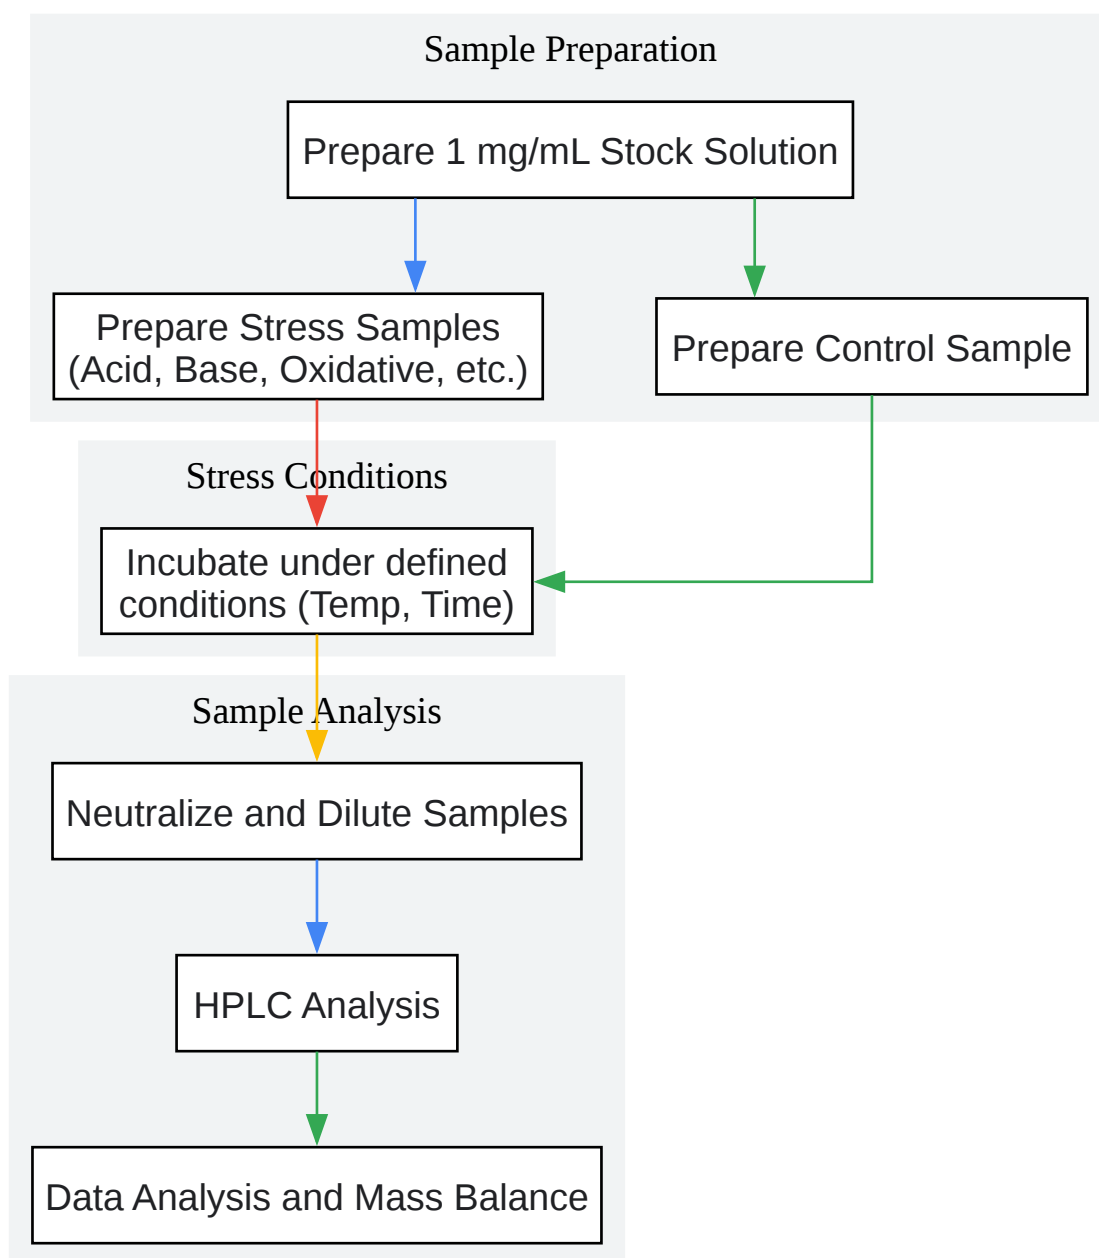 Sample Preparation
Prepare 1 mg/mL Stock Solution
Prepare Stress Samples
(Acid, Base, Oxidative, etc.)
Prepare Control Sample
Stress Conditions
Incubate under defined
conditions (Temp, Time)
Sample Analysis
Neutralize and Dilute Samples
HPLC Analysis
Data Analysis and Mass Balance